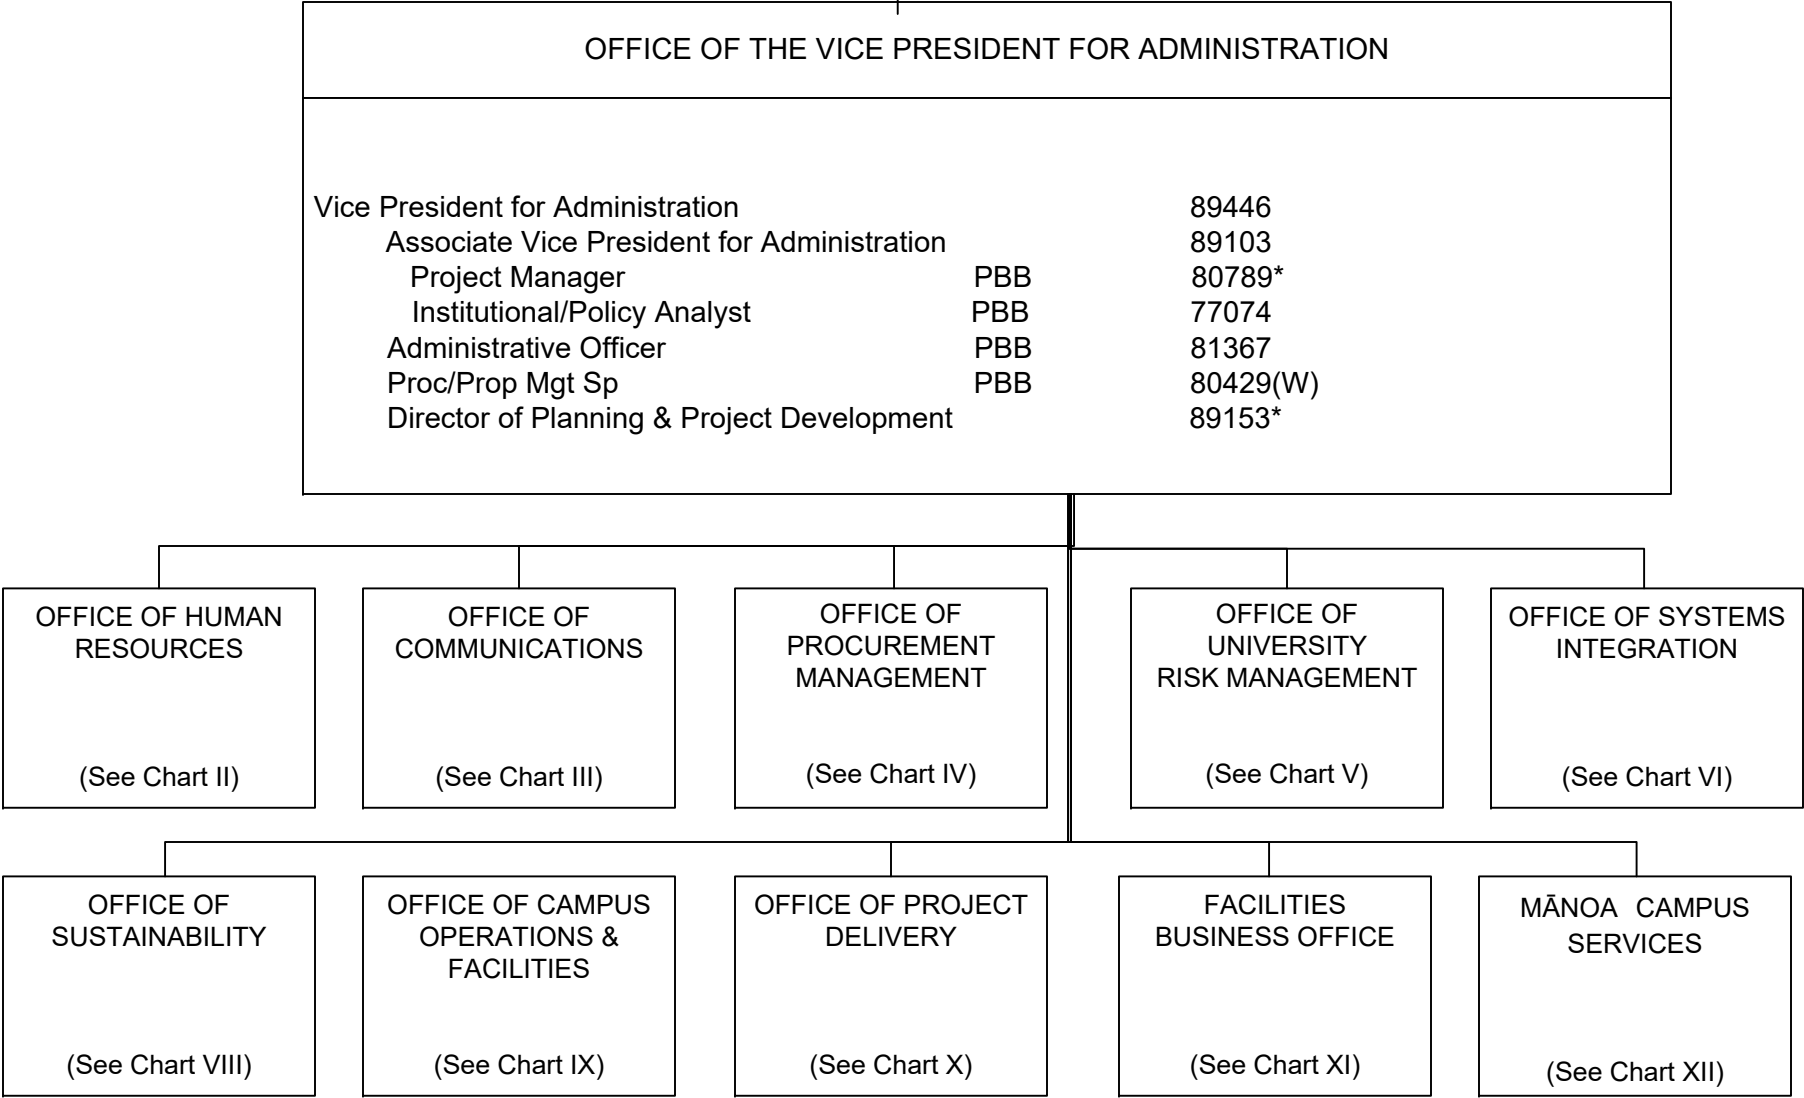 OFFICE OF THE VICE PRESIDENT FOR ADMINISTRATION
Vice President for Administration 89446
Associate Vice President for Administration 89103
Project Manager PBB 80789*
Institutional/Policy Analyst PBB 77074
Administrative Officer PBB 81367
Proc/Prop Mgt Sp PBB 80429(W)
Director of Planning & Project Development 89153*
OFFICE OF HUMAN
RESOURCES
(See Chart II)
OFFICE OF
COMMUNICATIONS
(See Chart III)
OFFICE OF
PROCUREMENT
MANAGEMENT
(See Chart IV)
OFFICE OF
UNIVERSITY
RISK MANAGEMENT
(See Chart V)
OFFICE OF SYSTEMS
INTEGRATION
(See Chart VI)
OFFICE OF
SUSTAINABILITY
(See Chart VIII)
OFFICE OF CAMPUS
OPERATIONS &
FACILITIES
(See Chart IX)
OFFICE OF PROJECT
DELIVERY
(See Chart X)
FACILITIES
BUSINESS OFFICE
(See Chart XI)
MĀNOA CAMPUS
SERVICES
(See Chart XII)